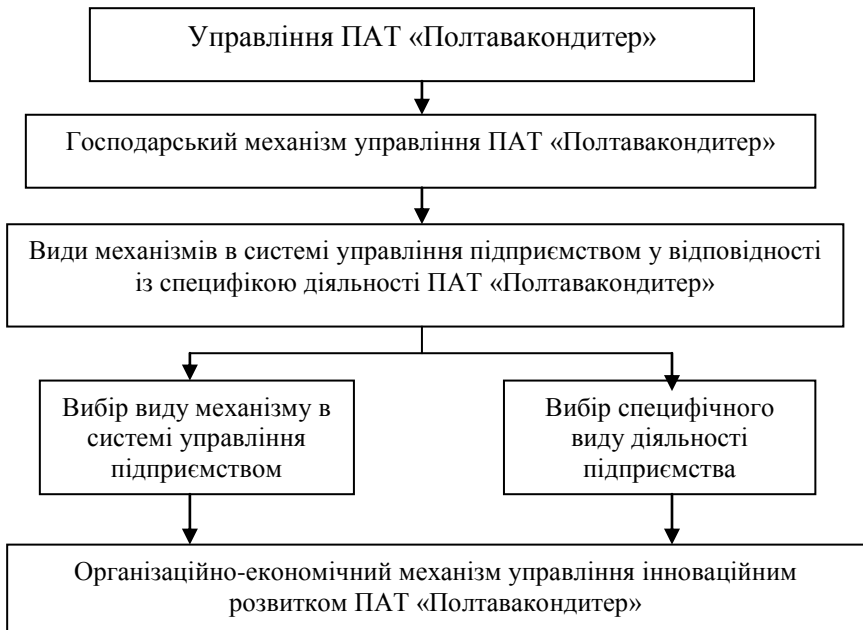 Управління ПАТ «Полтавакондитер»
Господарський механізм управління ПАТ «Полтавакондитер»
Види механізмів в системі управління підприємством у відповідності
із специфікою діяльності ПАТ «Полтавакондитер»
Вибір виду механізму в
системі управління
підприємством
Вибір специфічного
виду діяльності
підприємства
Організаційно-економічний механізм управління інноваційним
розвитком ПАТ «Полтавакондитер»